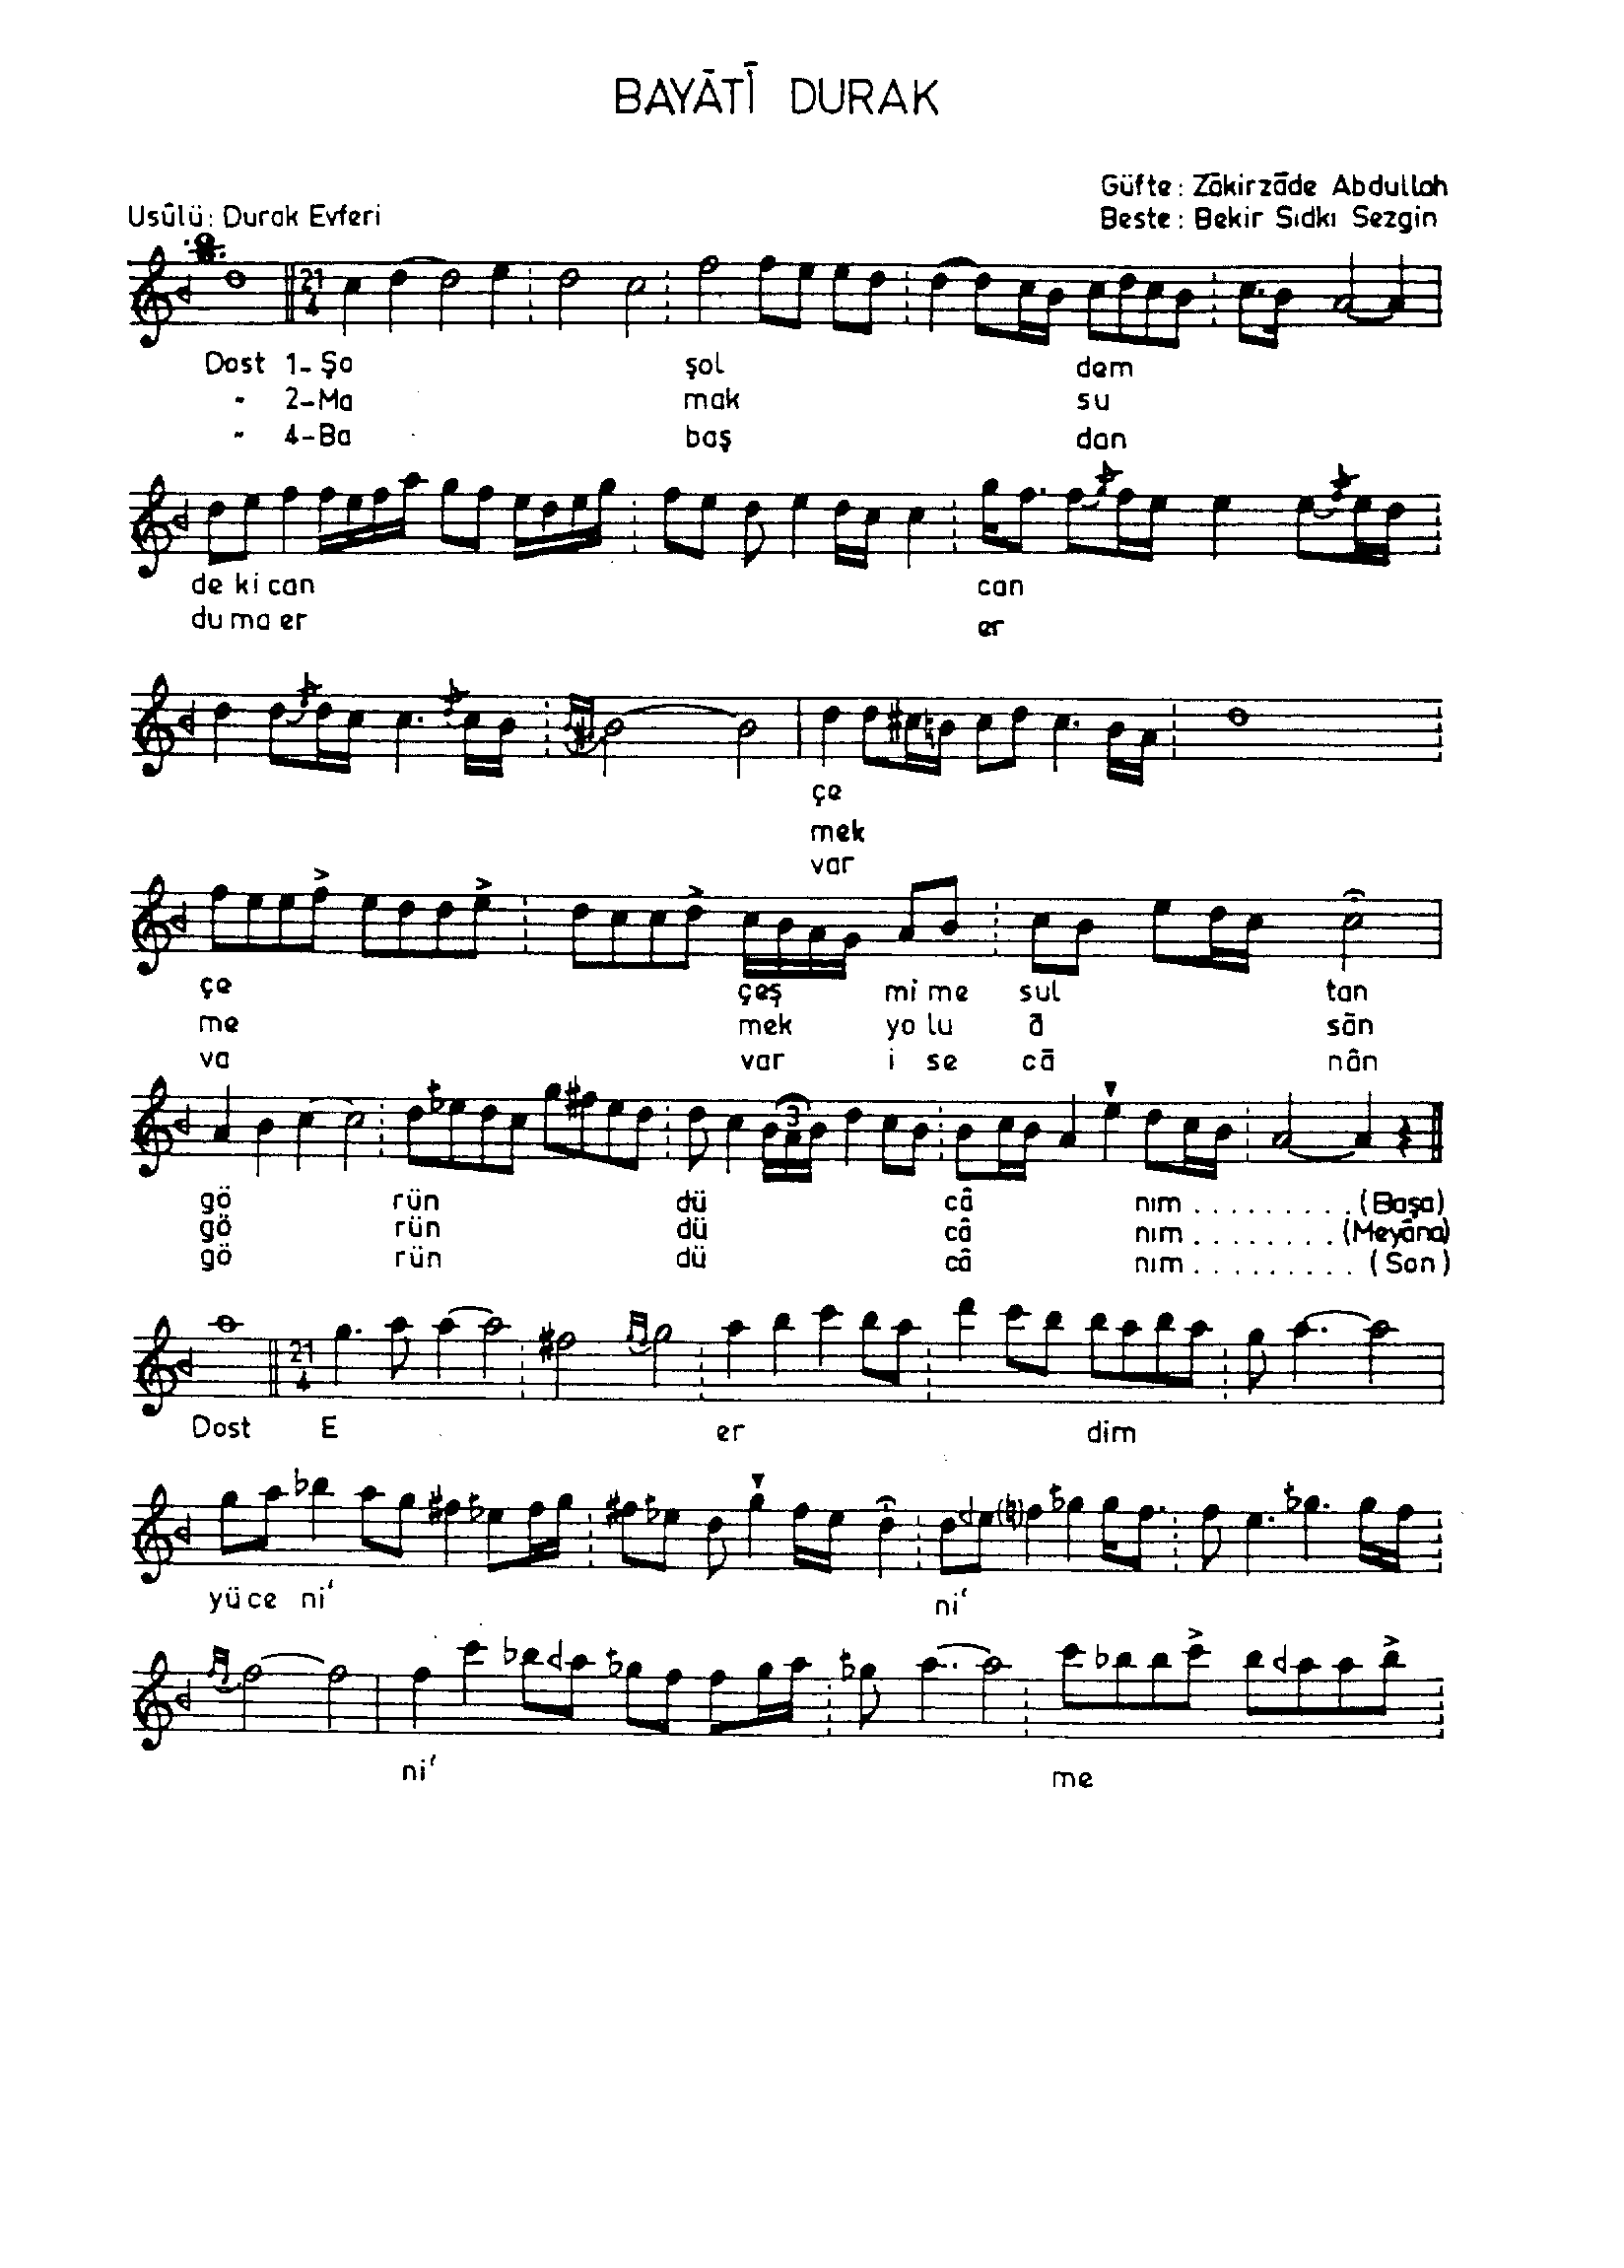 BAYĀTĪ DURAK
Güfte: Zākirzāde Abdullah
Usûlü: Durak Evferi
Beste: Bekir Sıdkı Sezgin
21
4
Dost 1- Şo şol dem
" 2-Ma mak su
" 4-Ba baş dan
de ki can can
du ma er er
çe
mek
var
çe çeş mi me sul tan
me mek yo lu ā sān
va var i se cā nân
3
gö rün dü câ nım . . . . . . . . . (Başa)
gö rün dü câ nım . . . . . . . . (Meyāna)
gö rün dü câ nım . . . . . . . . . (Son)
21
4
Dost E er dim
yü ce ni‘ ni‘
ni‘ me